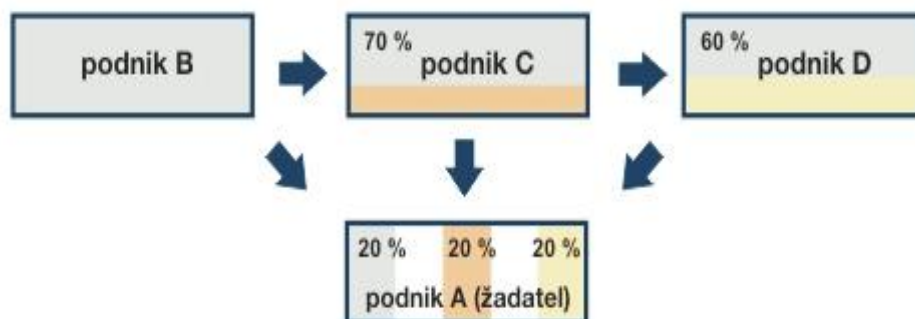 podnik B
70 %
podnik C
60 %
podnik D
20 % 20 % 20 %
podnik A (žadatel)